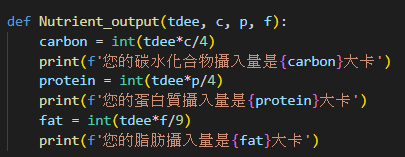 def Nutrient_output(tdee, c, p, f):
    carbon = int(tdee*c/4)
    print(f'您的碳水化合物攝入量是{carbon}大卡')
    protein = int(tdee*p/4)
    print(f'您的蛋白質攝入量是{protein}大卡')
    fat = int(tdee*f/9)
    print(f'您的脂肪攝入量是{fat}大卡')